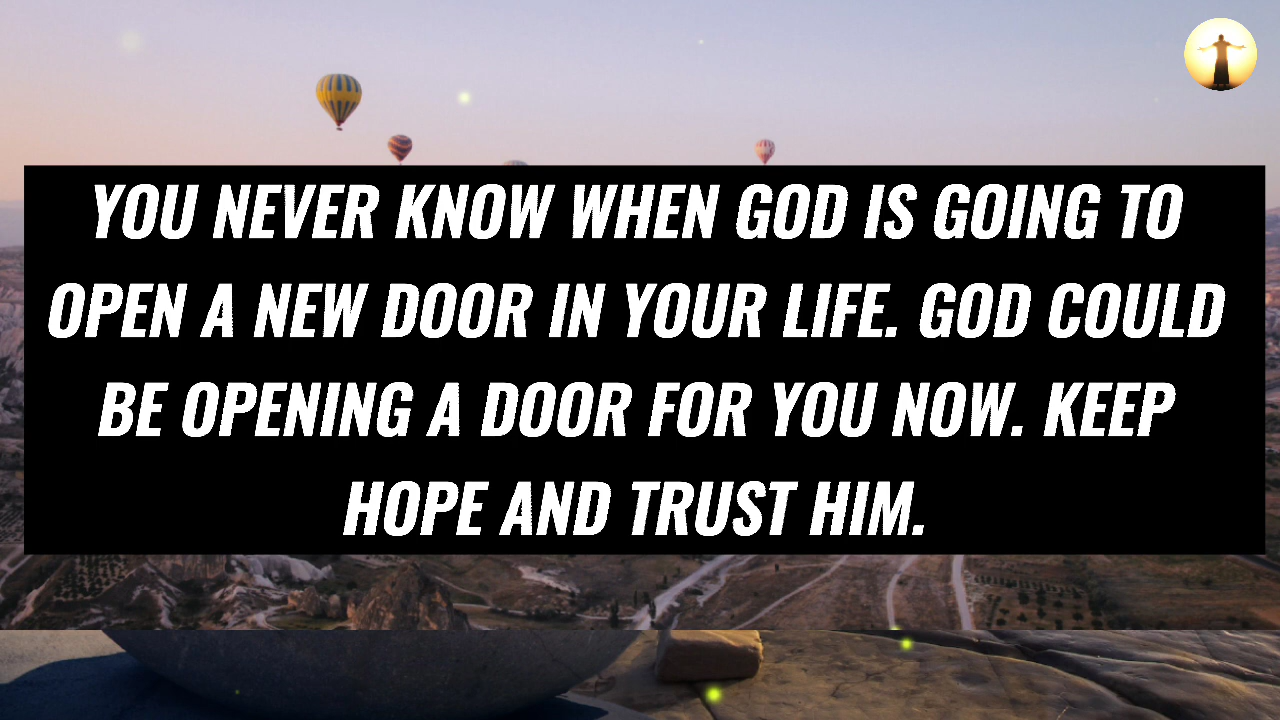 YOU NEVER KNOW WHEN GOD IS GOING TO
OPEN A NEW DOOR IN YOUR LIFE. GOD COULD
BE OPENING A DOOR FOR YOU NOW. KEEP
HOPE AND TRUST HIM.